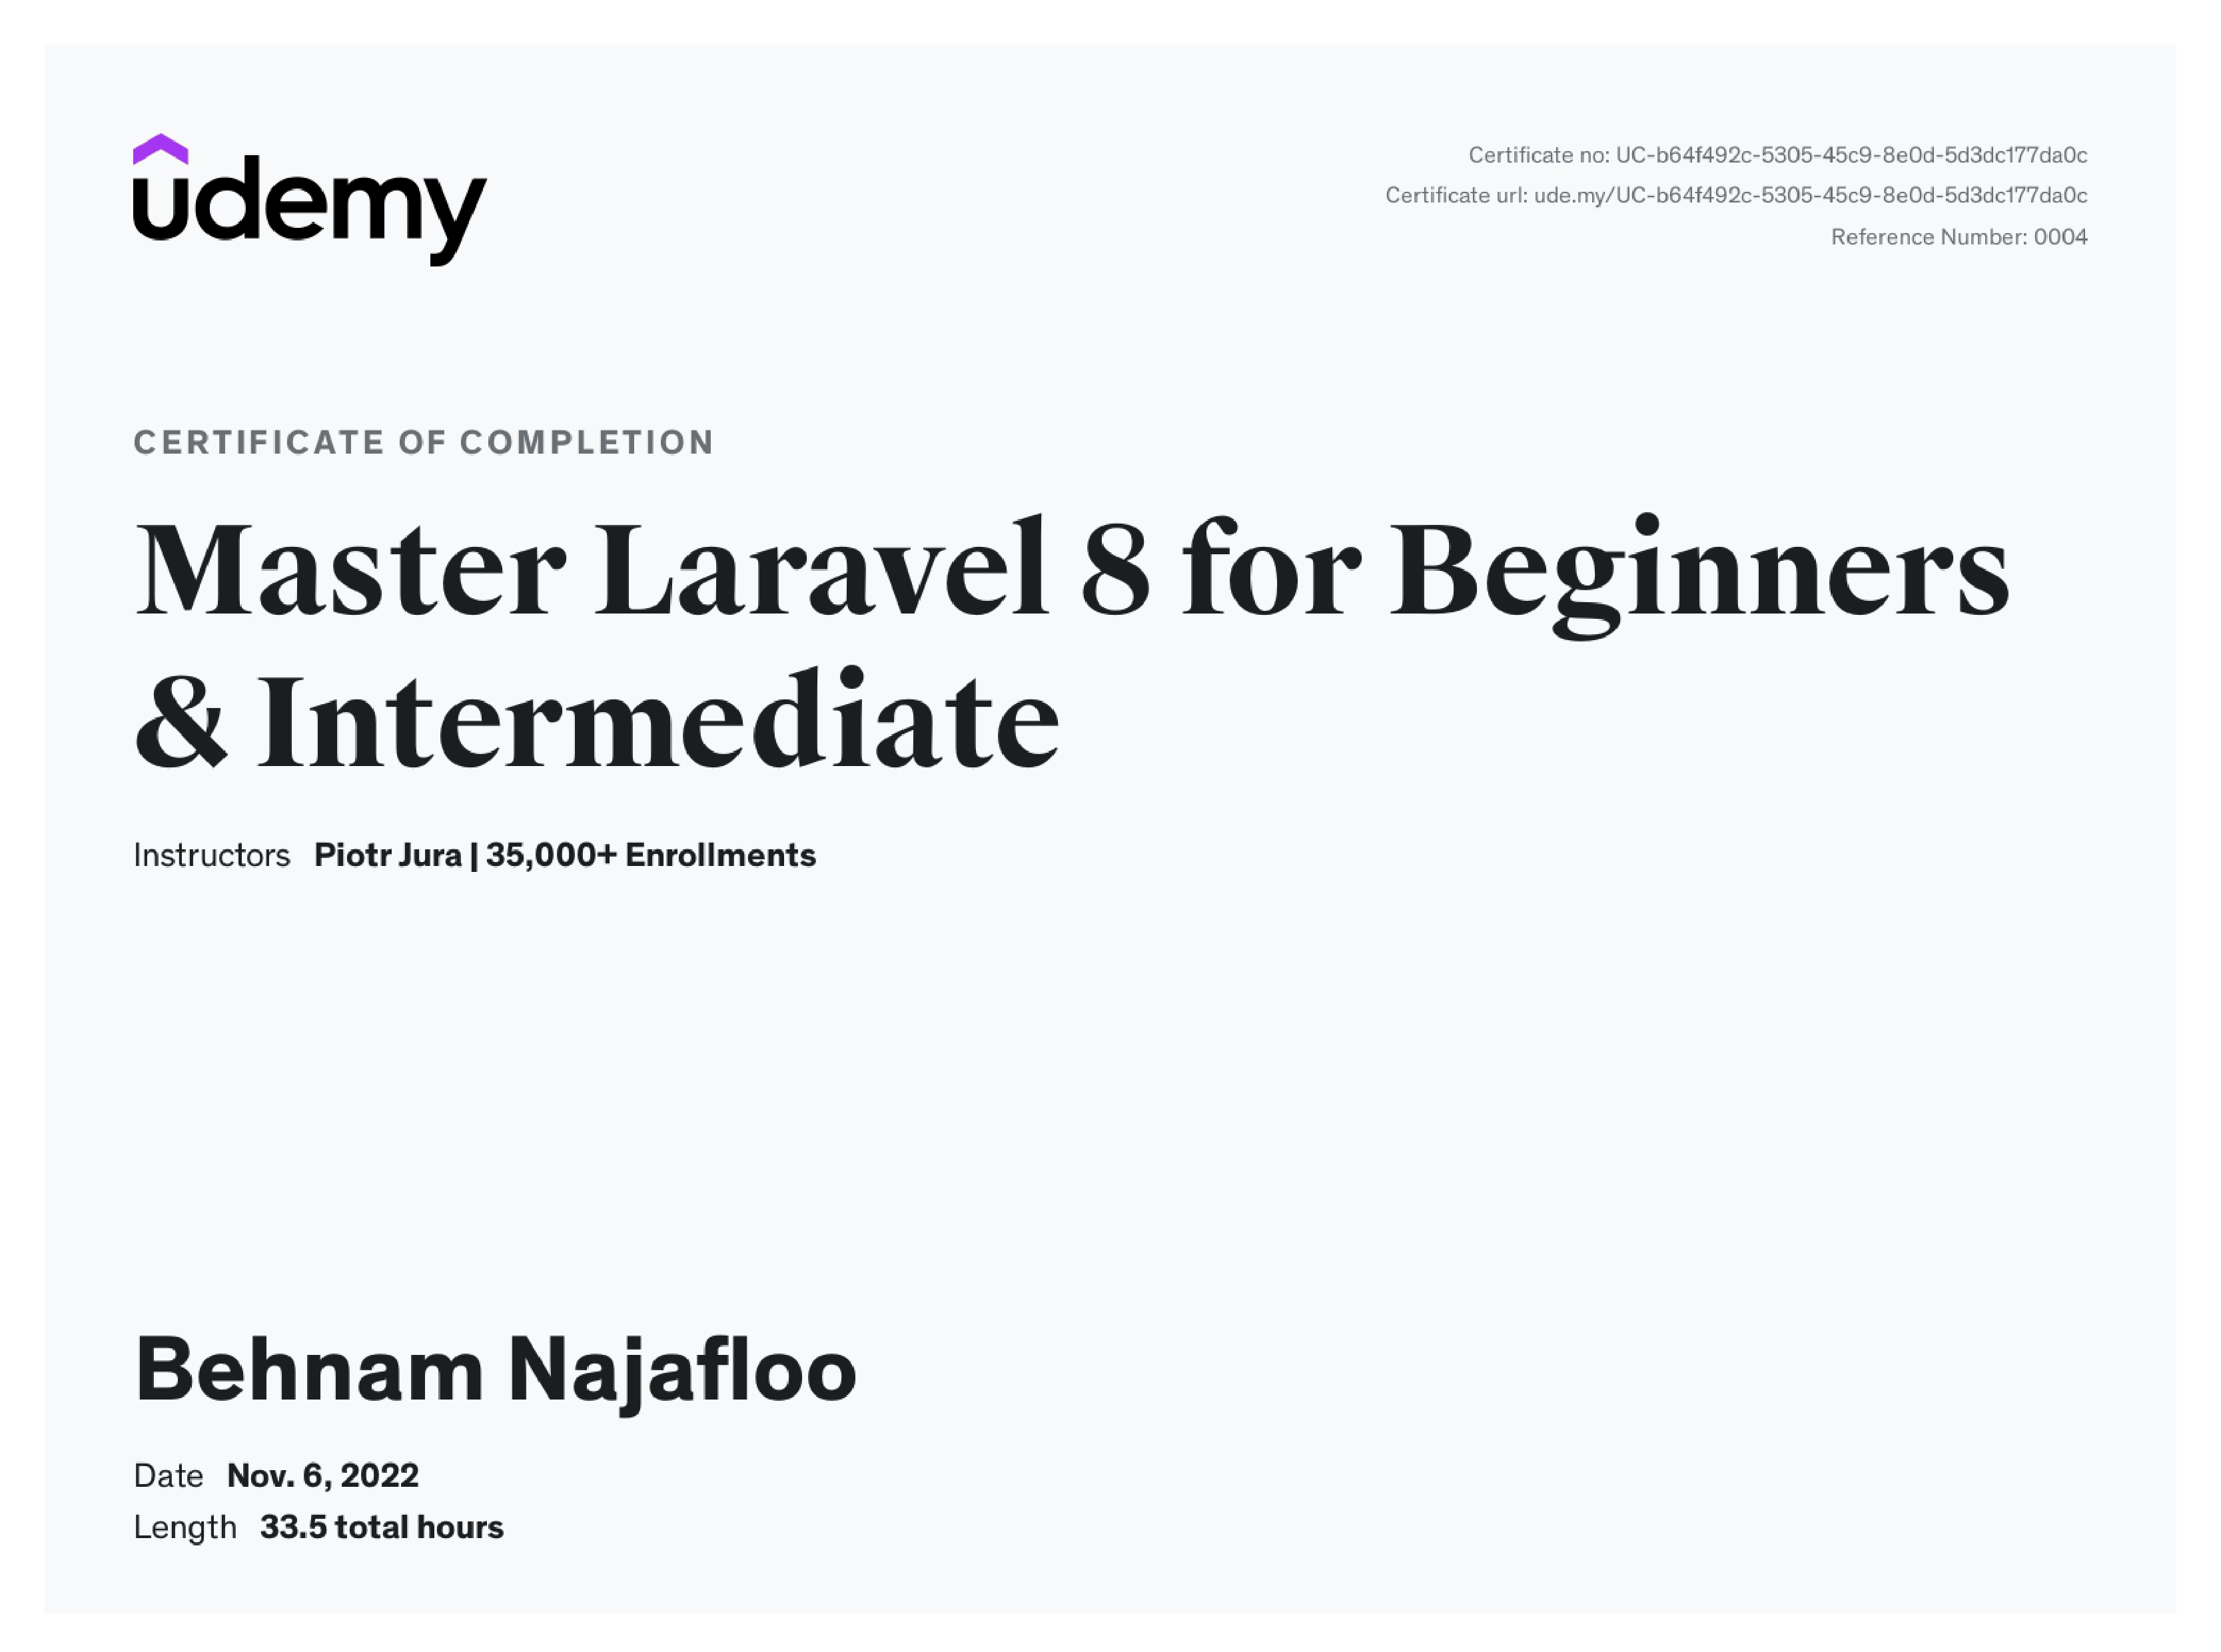 udemy
Certificate no: UC-b64f492c-5305-45c9-8e0d-5d3dc177da0c
Certificate url: ude.my/UC-b64f492c-5305-45c9-8e0d-5d3dc177da0c
Reference Number: 0004
CERTIFICATE OF COMPLETION
Master Laravel 8 for Beginners
& Intermediate
Instructors Piotr Jura | 35,000+ Enrollments
Behnam Najafloo
Date Nov. 6, 2022
Length 33.5 total hours